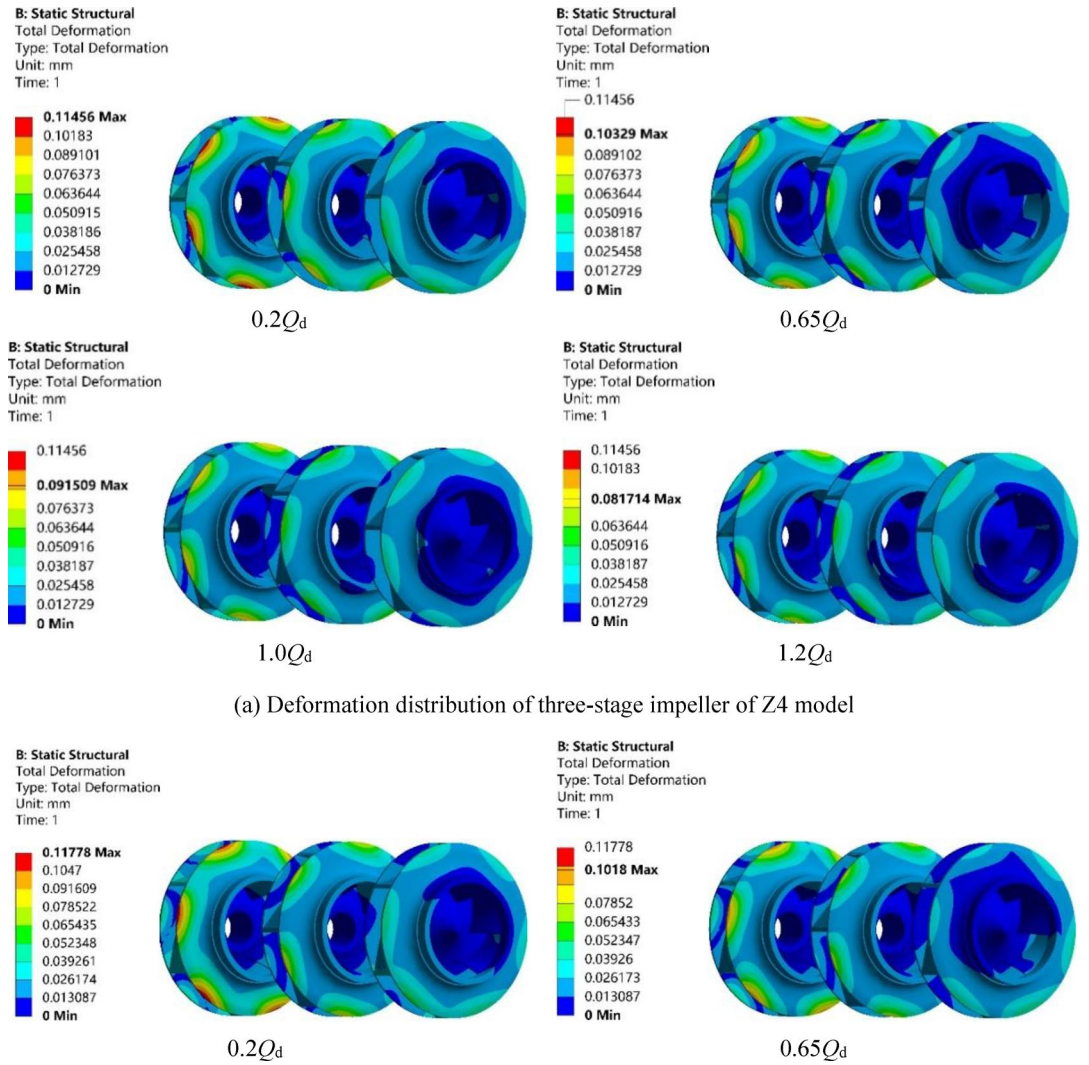 B: Static Structural
Total Deformation
Type: Total Deformation
Unit: mm
Time: 1
0.11456 Max
0.10183
0.089101
0.076373
0.063644
0.050915
0.038186
0.025458
0.012729
0 Min
0.2Qd
B: Static Structural
Total Deformation
Type: Total Deformation
Unit: mm
Time: 1
0.11456
0.10329 Max
0.089102
0.076373
0.063644
0.050916
0.038187
0.025458
0.012729
0 Min
0.65Qd
B: Static Structural
Total Deformation
Type: Total Deformation
Unit: mm
Time: 1
0.11456
0.091509 Max
0.076373
0.063644
0.050916
0.038187
0.025458
0.012729
0 Min
1.0Qd
B: Static Structural
Total Deformation
Type: Total Deformation
Unit: mm
Time: 1
0.11456
0.10183
0.081714 Max
0.063644
0.050916
0.038187
0.025458
0.012729
0 Min
1.2Qd
(a) Deformation distribution of three-stage impeller of Z4 model
B: Static Structural
Total Deformation
Type: Total Deformation
Unit: mm
Time: 1
0.11778 Max
0.1047
0.091609
0.078522
0.065435
0.052348
0.039261
0.026174
0.013087
0 Min
0.2Qd
B: Static Structural
Total Deformation
Type: Total Deformation
Unit: mm
Time: 1
0.11778
0.1018 Max
0.07852
0.065433
0.052347
0.03926
0.026173
0.013087
0 Min
0.65Qd